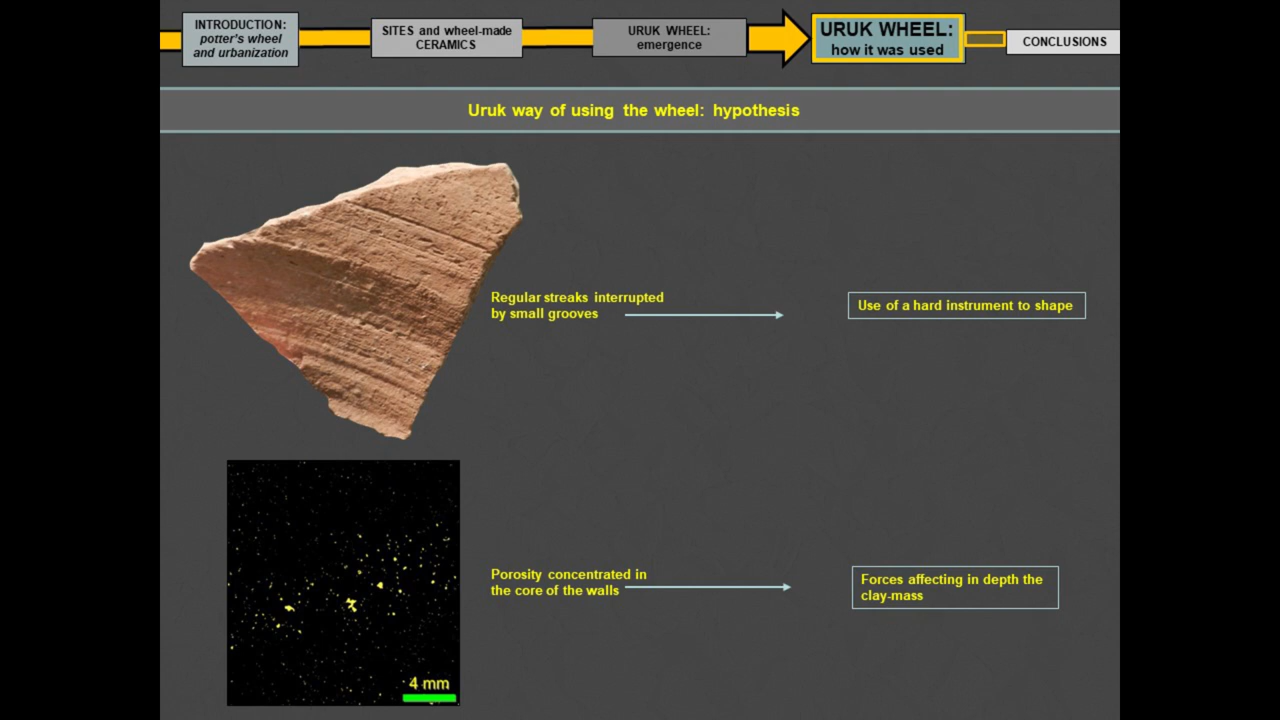 INTRODUCTION:
potter's wheel
and urbanization
SITES and wheel-made
CERAMICS
URUK WHEEL:
emergence
URUK WHEEL:
how it was used
CONCLUSIONS
Uruk way of using the wheel: hypothesis
Regular streaks interrupted
by small grooves
Use of a hard instrument to shape
Porosity concentrated in
the core of the walls
Forces affecting in depth the
clay-mass
4 mm